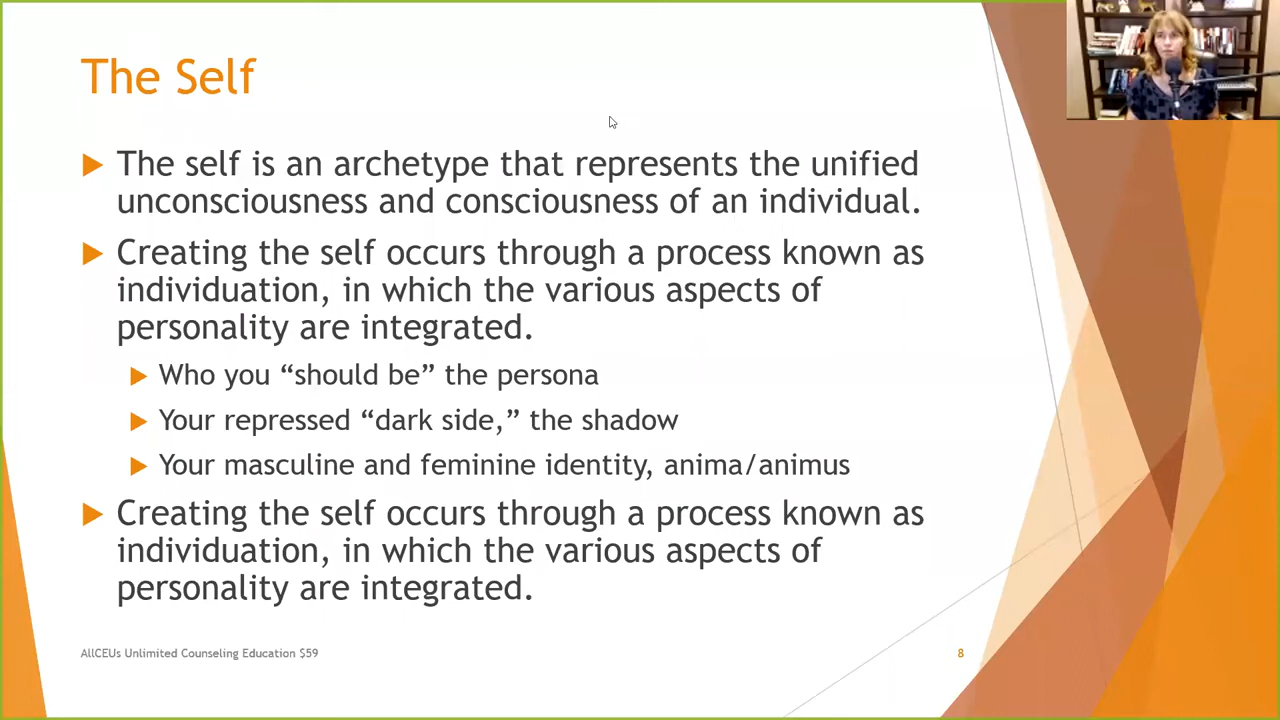 The Self
The self is an archetype that represents the unified
unconsciousness and consciousness of an individual.
Creating the self occurs through a process known as
individuation, in which the various aspects of
personality are integrated.
Who you “should be” the persona
Your repressed “dark side,” the shadow
Your masculine and feminine identity, anima/animus
Creating the self occurs through a process known as
individuation, in which the various aspects of
personality are integrated.
AllCEUs Unlimited Counseling Education $59
8